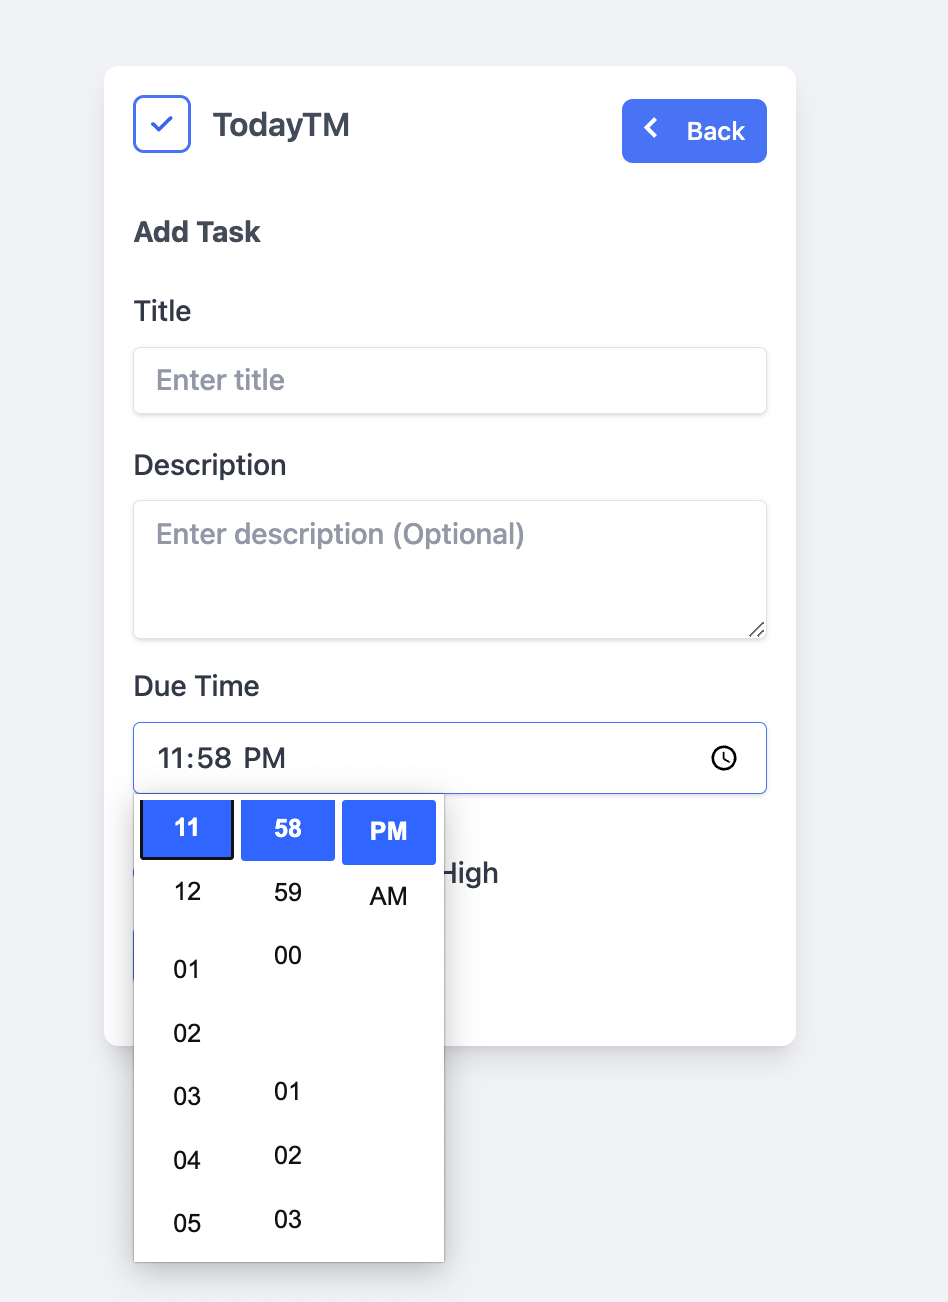 TodayTM
Back
Add Task
Title
Enter title
Description
Enter description (Optional)
Due Time
11:58 PM
11 58 PM
High
12 59 AM
01 00
02
03 01
04 02
05 03